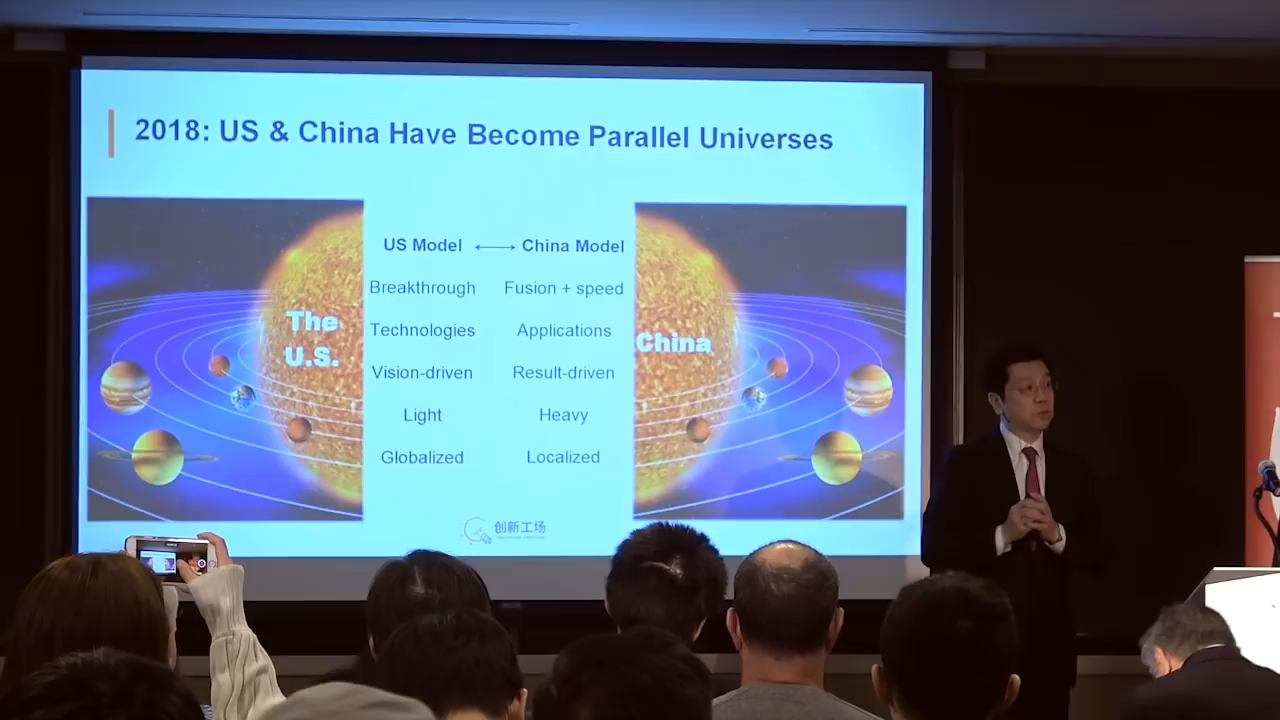 2018: US & China Have Become Parallel Universes
US Model ⟷ China Model
Breakthrough Fusion + speed
Technologies Applications
Vision-driven Result-driven
Light Heavy
Globalized Localized
The
U.S.
China
创新工场